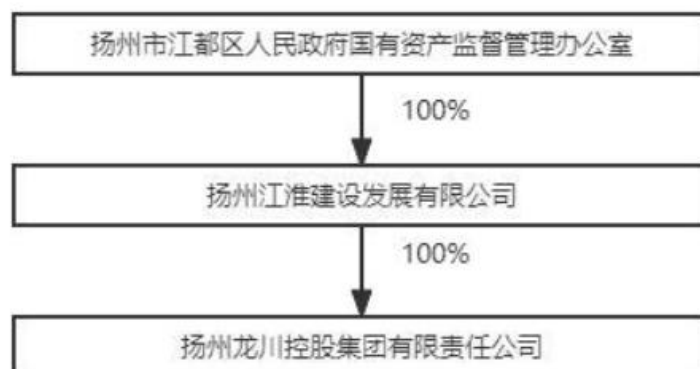 扬州市江都区人民政府国有资产监督管理办公室
100%
扬州江淮建设发展有限公司
100%
扬州龙川控股集团有限责任公司